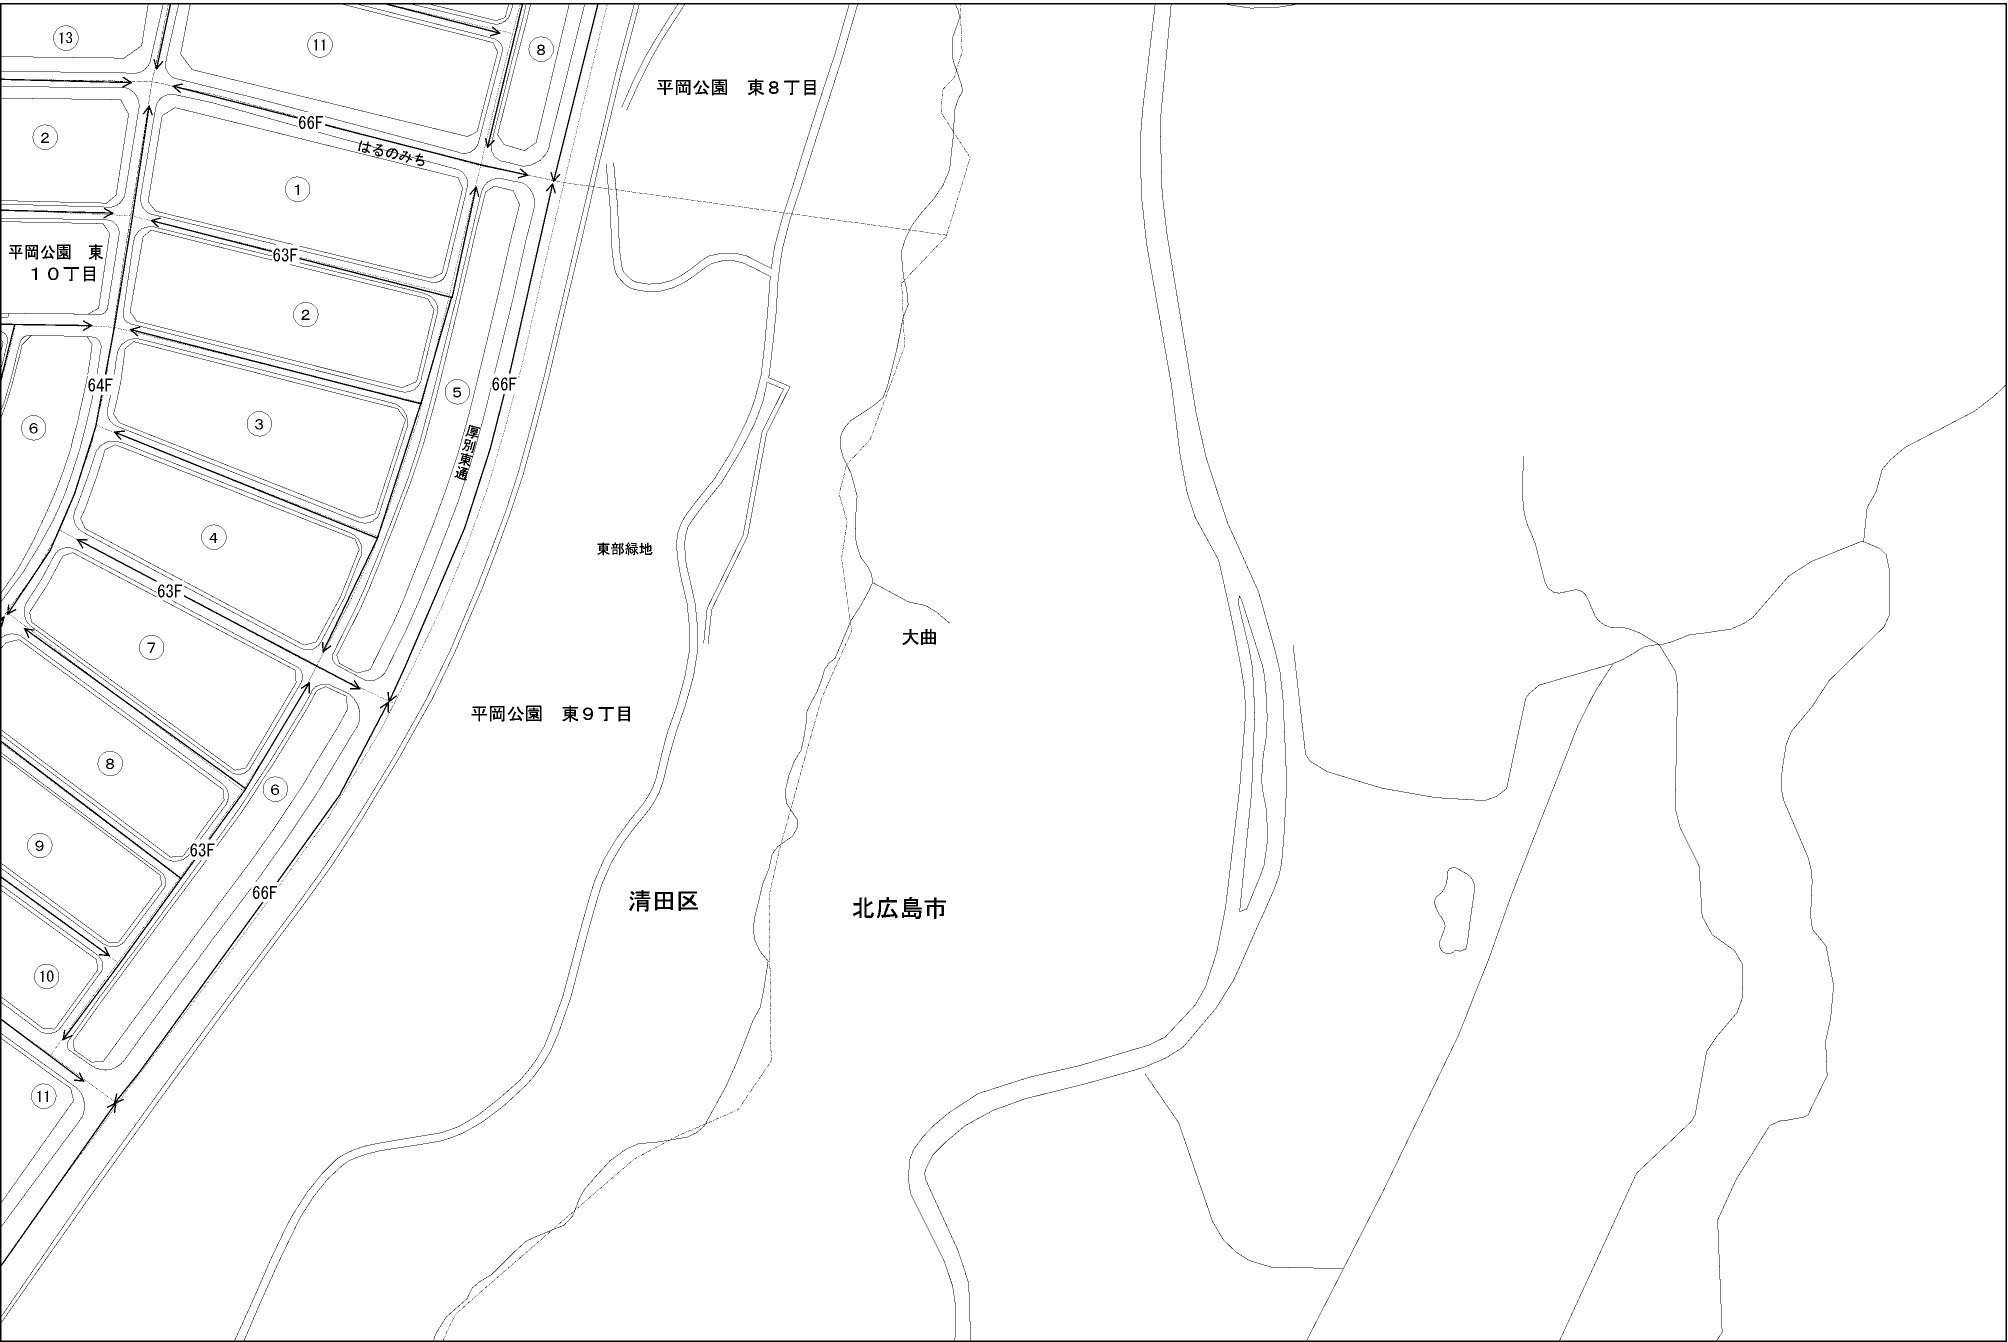 ⑬
⑪
⑧
平岡公園　東８丁目
66F
はるのみち
②
①
平岡公園　東
１０丁目
63F
②
64F
66F
⑤
⑥
③
厚別東通
④
東部緑地
63F
⑦
大曲
平岡公園　東９丁目
⑧
⑥
⑨
63F
66F
清田区
北広島市
⑩
⑪